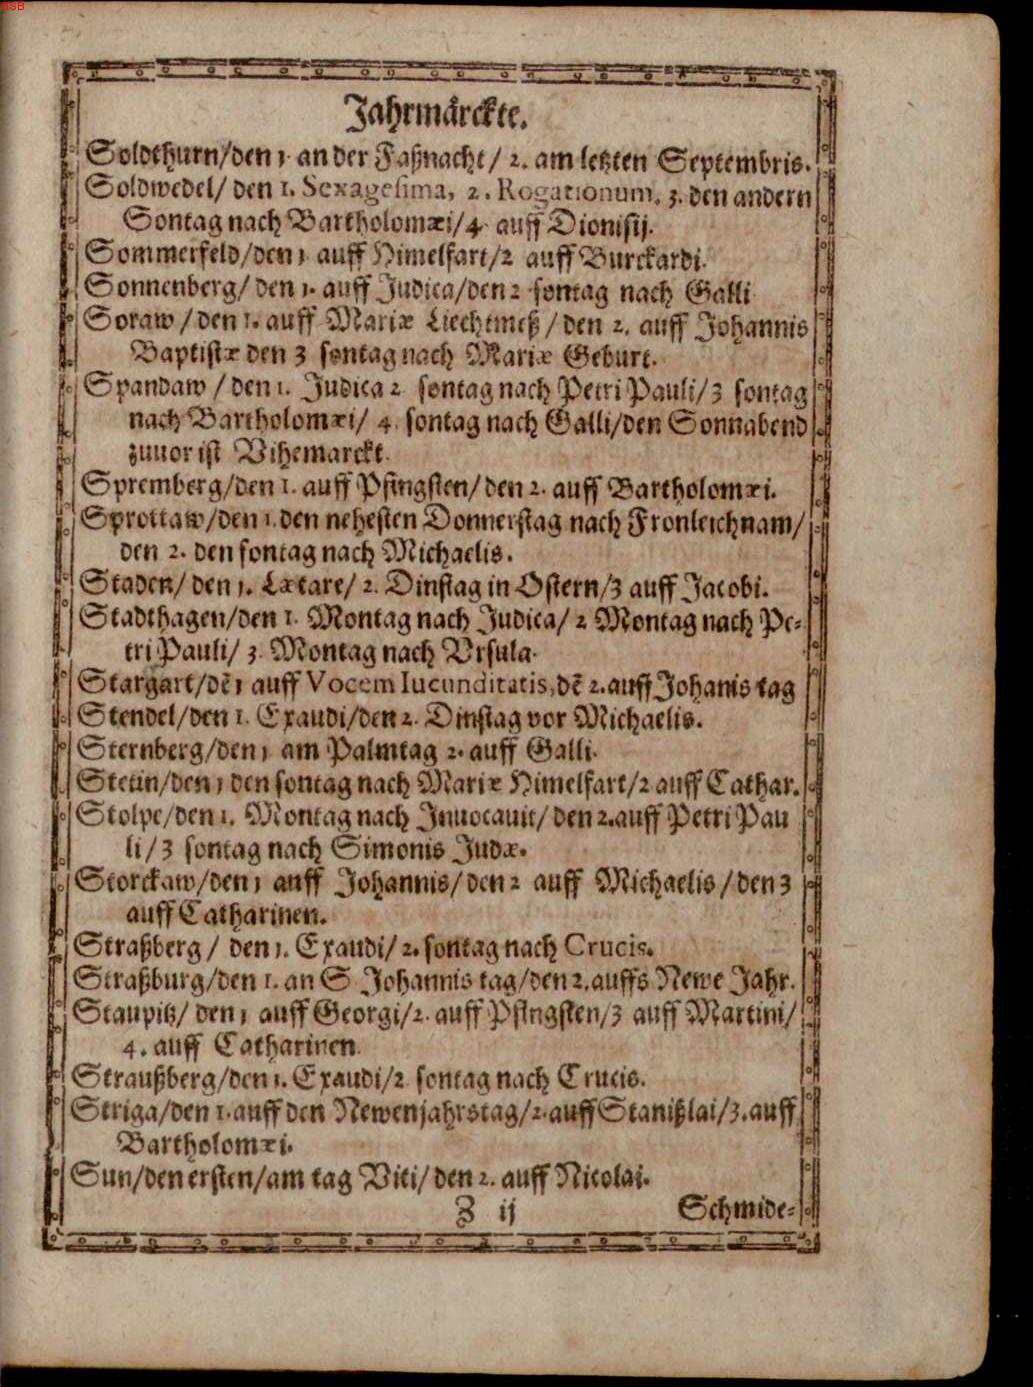 BSB
Jahrmårckte.
Soldthurn/den 1. an der Faßnacht/ 2. am letzten Septembris.
Soldwedel/ den 1. Sexagesima, 2. Rogationum, 3. den andern
Sontag nach Bartholomæi/4. auff Dionisij.
Sommerfeld/den 1. auff Himelfart/2 auff Burckardi.
Sonnenberg/ den 1. auff Judica/den 2 sontag nach Galli
Soraw/den 1. auff Mariæ Liechtmeß/den 2. auff Johannis
Baptistæ den 3 sontag nach Mariæ Geburt.
Spandaw/den 1. Judica 2 sontag nach Petri Pauli/3 sontag
nach Bartholomæi/ 4. sontag nach Galli/den Sonnabend
zuuor ist Vihemarckt.
Spremberg/den 1. auff Pfingsten/den 2. auff Bartholomæi.
Sprottaw/den 1. den nehesten Donnerstag nach Fronleichnam/
den 2. den sontag nach Michaelis.
Staden/ den 1. Lætare/ 2. Dinstag in Ostern/3 auff Jacobi.
Stadthagen/den 1. Montag nach Judica/ 2 Montag nach Pe-
tri Pauli/ 3. Montag nach Vrsula.
Stargart/dē 1 auff Vocem Iucunditatis, dē 2. auff Johanis tag
Stendel/den 1. Exaudi/den 2. Dinstag vor Michaelis.
Sternberg/den 1 am Palmtag 2. auff Galli.
Stetin/den 1 den sontag nach Mariæ Himelfart/2 auff Cathar.
Stolpe/den 1. Montag nach Inuocauit/ den 2. auff Petri Pau
li/3 sontag nach Simonis Judæ.
Storckaw/den 1 auff Johannis/den 2 auff Michaelis/den 3
auff Catharinen.
Straßberg/ den 1. Exaudi/ 2. sontag nach Crucis.
Straßburg/den 1. an S Johannis tag/den 2. auffs Newe Jahr.
Staupitz/ den 1 auff Georgi/2. auff Pfingsten/3 auff Martini/
4. auff Catharinen.
Straußberg/den 1. Exaudi/2 sontag nach Crucis.
Striga/den 1. auff den Newenjahrstag/2. auff Stanißlai/3. auff
Bartholomæi.
Sun/den ersten/am tag Viti/ den 2. auff Nicolai.
Z ij Schmide-